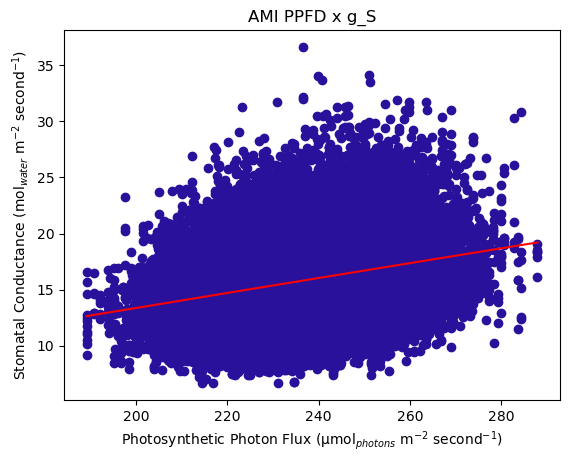 AMI PPFD x g_S
Stomatal Conductance (mol_water m⁻² second⁻¹)
35
30
25
20
15
10
200 220 240 260 280
Photosynthetic Photon Flux (μmol_photons m⁻² second⁻¹)